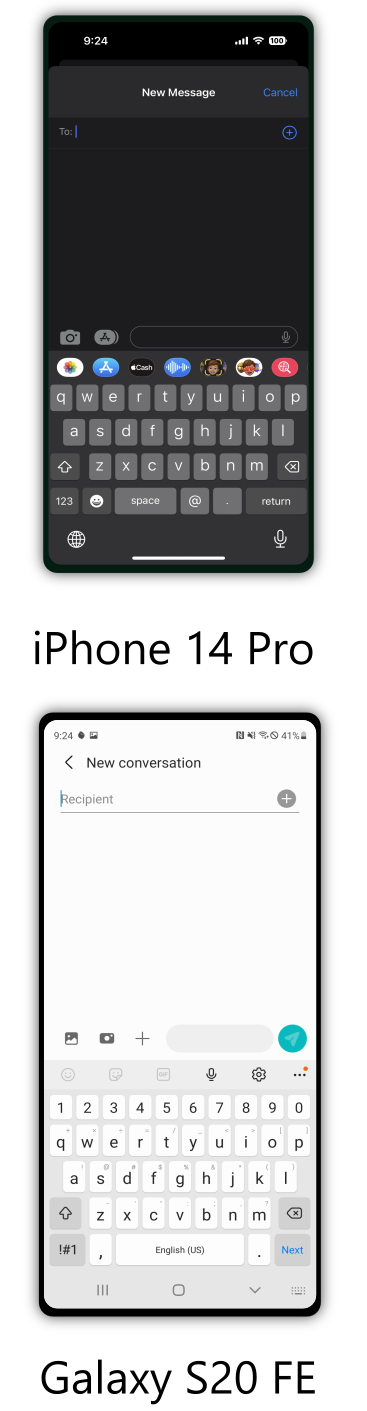 9:24 100
New Message Cancel
To:
Cash
q w e r t y u i o p
a s d f g h j k l
z x c v b n m
123 space @ . return
iPhone 14 Pro
9:24 41%
New conversation
Recipient
GIF
1 2 3 4 5 6 7 8 9 0
q w e r t y u i o p
a s d f g h j k l
z x c v b n m
!#1 , English (US) . Next
Galaxy S20 FE